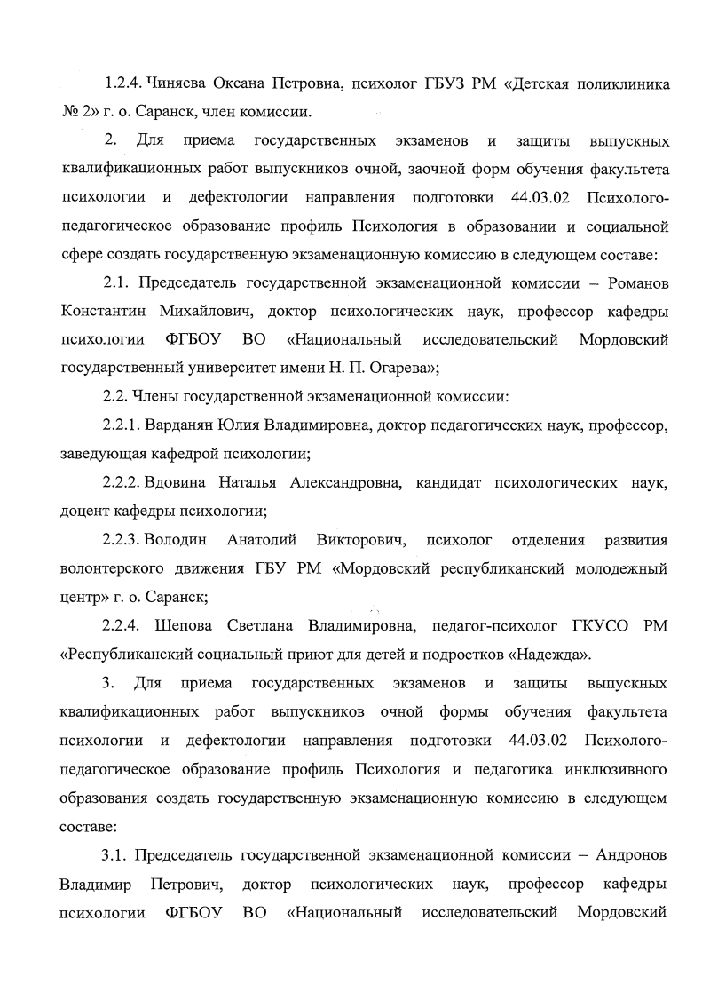 1.2.4. Чиняева Оксана Петровна, психолог ГБУЗ РМ «Детская поликлиника
№ 2» г. о. Саранск, член комиссии.
2. Для приема государственных экзаменов и защиты выпускных
квалификационных работ выпускников очной, заочной форм обучения факультета
психологии и дефектологии направления подготовки 44.03.02 Психолого-
педагогическое образование профиль Психология в образовании и социальной
сфере создать государственную экзаменационную комиссию в следующем составе:
2.1. Председатель государственной экзаменационной комиссии – Романов
Константин Михайлович, доктор психологических наук, профессор кафедры
психологии ФГБОУ ВО «Национальный исследовательский Мордовский
государственный университет имени Н. П. Огарева»;
2.2. Члены государственной экзаменационной комиссии:
2.2.1. Варданян Юлия Владимировна, доктор педагогических наук, профессор,
заведующая кафедрой психологии;
2.2.2. Вдовина Наталья Александровна, кандидат психологических наук,
доцент кафедры психологии;
2.2.3. Володин Анатолий Викторович, психолог отделения развития
волонтерского движения ГБУ РМ «Мордовский республиканский молодежный
центр» г. о. Саранск;
2.2.4. Шепова Светлана Владимировна, педагог-психолог ГКУСО РМ
«Республиканский социальный приют для детей и подростков «Надежда».
3. Для приема государственных экзаменов и защиты выпускных
квалификационных работ выпускников очной формы обучения факультета
психологии и дефектологии направления подготовки 44.03.02 Психолого-
педагогическое образование профиль Психология и педагогика инклюзивного
образования создать государственную экзаменационную комиссию в следующем
составе:
3.1. Председатель государственной экзаменационной комиссии – Андронов
Владимир Петрович, доктор психологических наук, профессор кафедры
психологии ФГБОУ ВО «Национальный исследовательский Мордовский